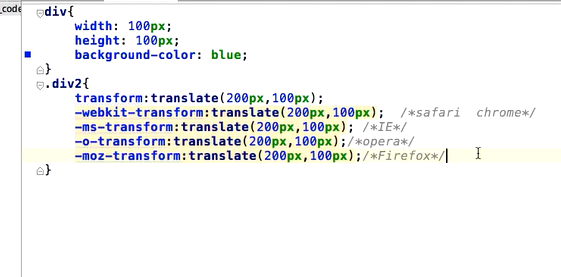 _code
div{
width: 100px;
height: 100px;
background-color: blue;
}
.div2{
transform:translate(200px,100px);
-webkit-transform:translate(200px,100px);  /*safari  chrome*/
-ms-transform:translate(200px,100px); /*IE*/
-o-transform:translate(200px,100px);/*opera*/
-moz-transform:translate(200px,100px);/*Firefox*/
}